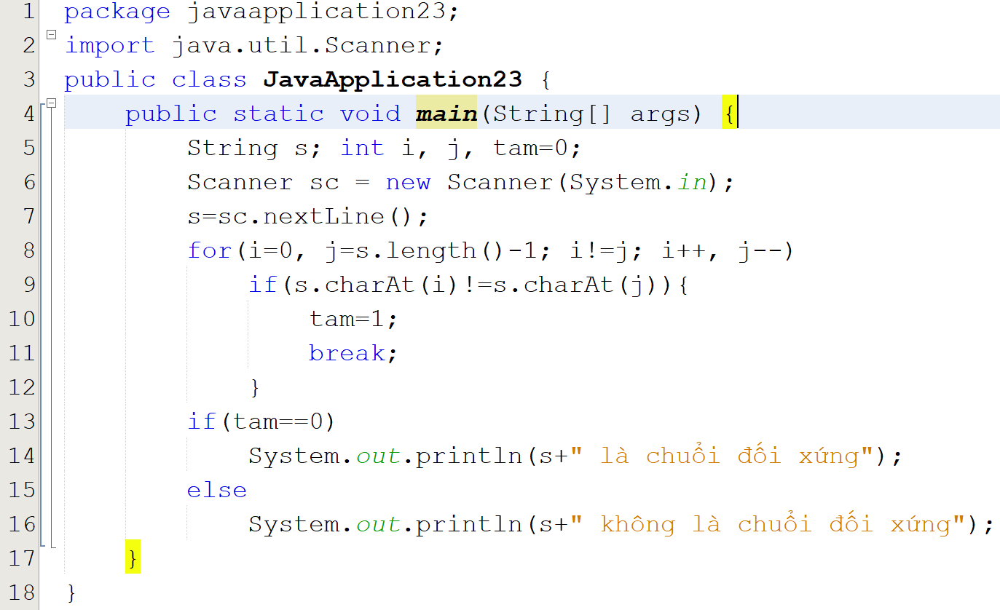 1 package javaapplication23;
2 import java.util.Scanner;
3 public class JavaApplication23 {
4 public static void main(String[] args) {
5 String s; int i, j, tam=0;
6 Scanner sc = new Scanner(System.in);
7 s=sc.nextLine();
8 for(i=0, j=s.length()-1; i!=j; i++, j--)
9 if(s.charAt(i)!=s.charAt(j)){
10 tam=1;
11 break;
12 }
13 if(tam==0)
14 System.out.println(s+" là chuổi đối xứng");
15 else
16 System.out.println(s+" không là chuổi đối xứng");
17 }
18 }